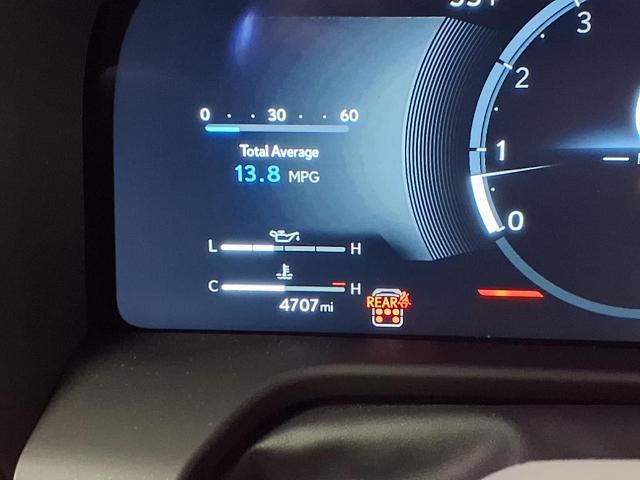 3
2
0 30 60
1
Total Average
13.8 MPG
0
L H
C H
4707 mi
REAR